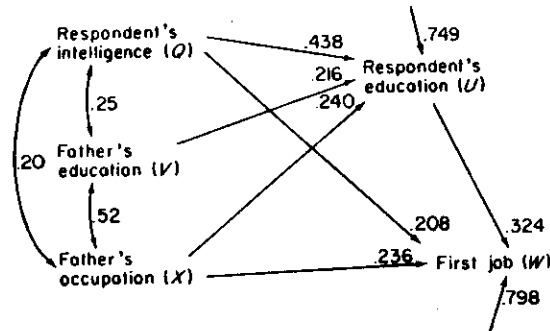 Respondent's
intelligence (Q)
.438
.749
Respondent's
education (U)
.216
.240
.25
Father's
education (V)
.20
.52
.208
.324
Father's
occupation (X)
.236
First job (W)
.798